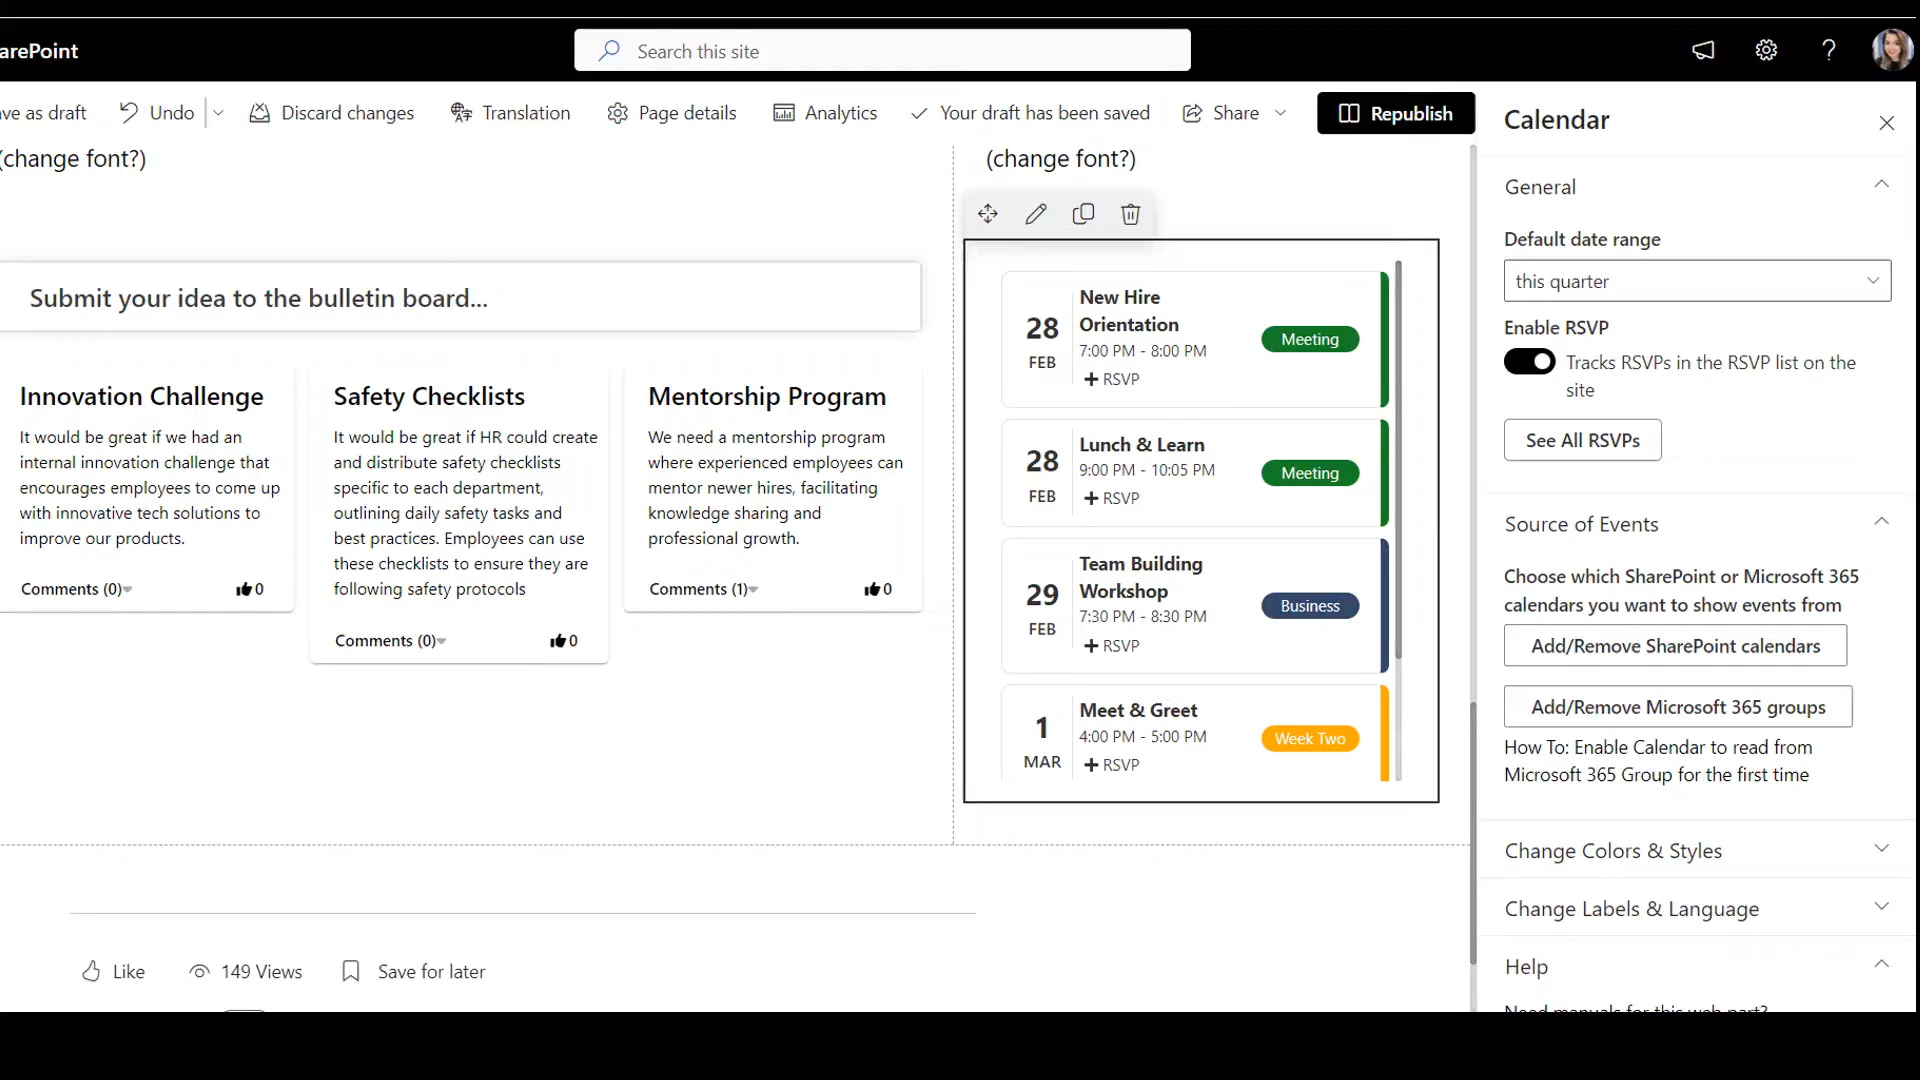 arePoint
Search this site
ve as draft
Undo
Discard changes
Translation
Page details
Analytics
Your draft has been saved
Share
Republish
(change font?)
Submit your idea to the bulletin board...
Innovation Challenge
It would be great if we had an
internal innovation challenge that
encourages employees to come up
with innovative tech solutions to
improve our products.
Comments (0)
0
Safety Checklists
It would be great if HR could create
and distribute safety checklists
specific to each department,
outlining daily safety tasks and
best practices. Employees can use
these checklists to ensure they are
following safety protocols
Comments (0)
0
Mentorship Program
We need a mentorship program
where experienced employees can
mentor newer hires, facilitating
knowledge sharing and
professional growth.
Comments (1)
0
(change font?)
28
FEB
New Hire
Orientation
7:00 PM - 8:00 PM
RSVP
Meeting
28
FEB
Lunch & Learn
9:00 PM - 10:05 PM
RSVP
Meeting
29
FEB
Team Building
Workshop
7:30 PM - 8:30 PM
RSVP
Business
1
MAR
Meet & Greet
4:00 PM - 5:00 PM
RSVP
Week Two
Like
149 Views
Save for later
Calendar
General
Default date range
this quarter
Enable RSVP
Tracks RSVPs in the RSVP list on the
site
See All RSVPs
Source of Events
Choose which SharePoint or Microsoft 365
calendars you want to show events from
Add/Remove SharePoint calendars
Add/Remove Microsoft 365 groups
How To: Enable Calendar to read from
Microsoft 365 Group for the first time
Change Colors & Styles
Change Labels & Language
Help
Need manuals for this web part?